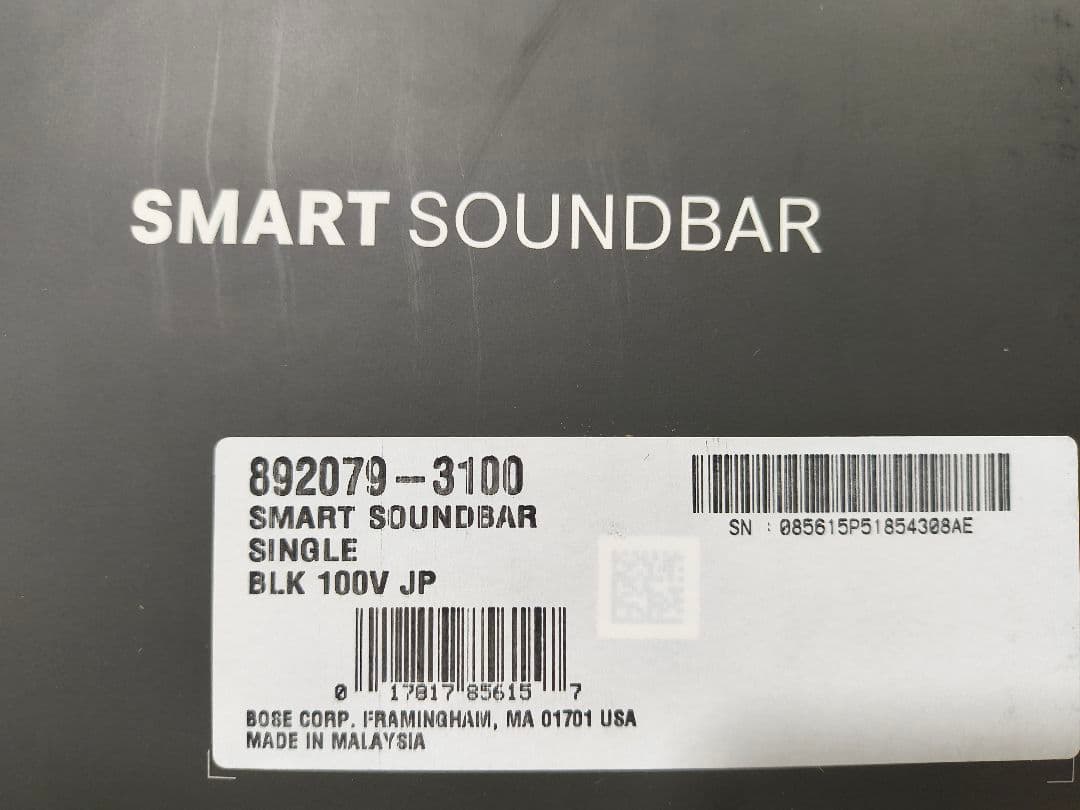 SMART SOUNDBAR
892079-3100
SMART SOUNDBAR
SINGLE
BLK 100V JP
SN : 085615P51854308AE
0 17817 85615 7
BOSE CORP. FRAMINGHAM, MA 01701 USA
MADE IN MALAYSIA